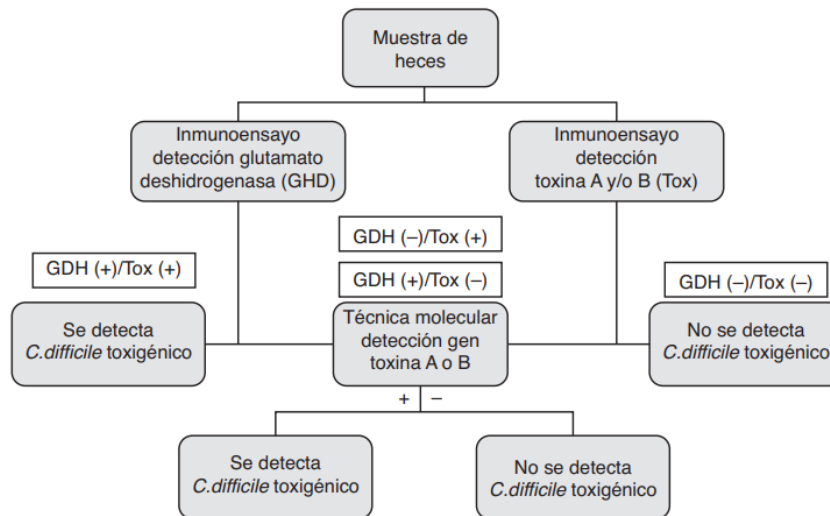 Muestra de
heces
Inmunoensayo
detección glutamato
deshidrogenasa (GHD)
Inmunoensayo
detección
toxina A y/o B (Tox)
GDH (–)/Tox (+)
GDH (+)/Tox (+)
GDH (+)/Tox (–)
GDH (–)/Tox (–)
Se detecta
C.difficile toxigénico
Técnica molecular
detección gen
toxina A o B
No se detecta
C.difficile toxigénico
+ –
Se detecta
C.difficile toxigénico
No se detecta
C.difficile toxigénico